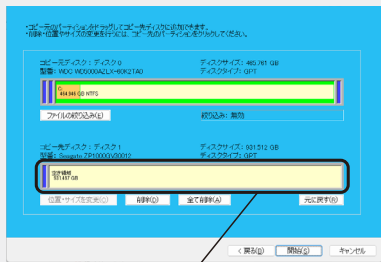 ・コピー元のパーティションをドラッグしてコピー先ディスクに追加できます。
・削除・位置やサイズの変更を行うには、コピー先のパーティションをクリックしてください。
コピー元ディスク：ディスク 0
ディスクサイズ：465.761 GB
型番：WDC WD5000AZLX-60K2TA0
ディスクタイプ：GPT
C:
464.946 GB NTFS
ファイルの絞り込み(E)
絞り込み：無効
コピー先ディスク：ディスク 1
ディスクサイズ：931.512 GB
型番：Seagate ZP1000GV30012
ディスクタイプ：GPT
空き領域
931.497 GB
位置・サイズを変更(C)
削除(D)
全て削除(A)
元に戻す(R)
< 戻る(B)
開始(S)
キャンセル